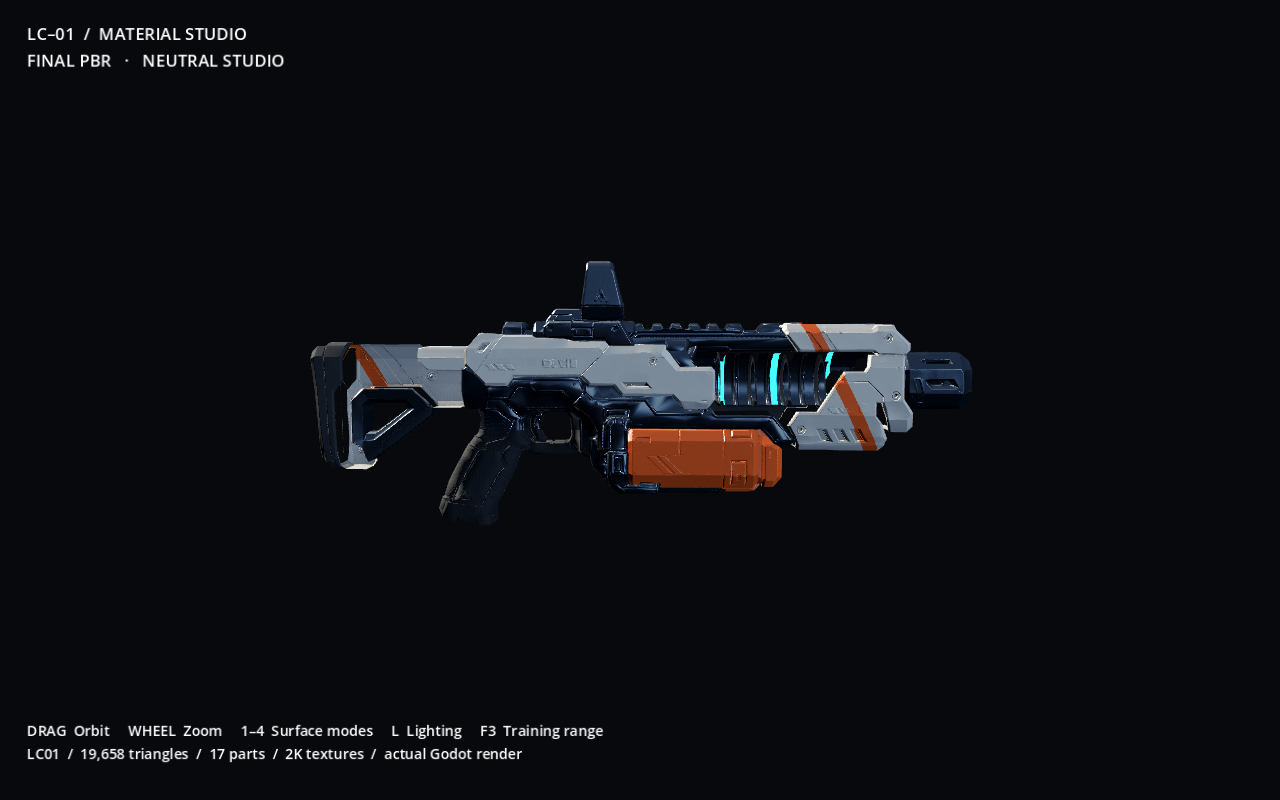 LC–01 / MATERIAL STUDIO
FINAL PBR · NEUTRAL STUDIO
DRAG Orbit WHEEL Zoom 1–4 Surface modes L Lighting F3 Training range
LC01 / 19,658 triangles / 17 parts / 2K textures / actual Godot render